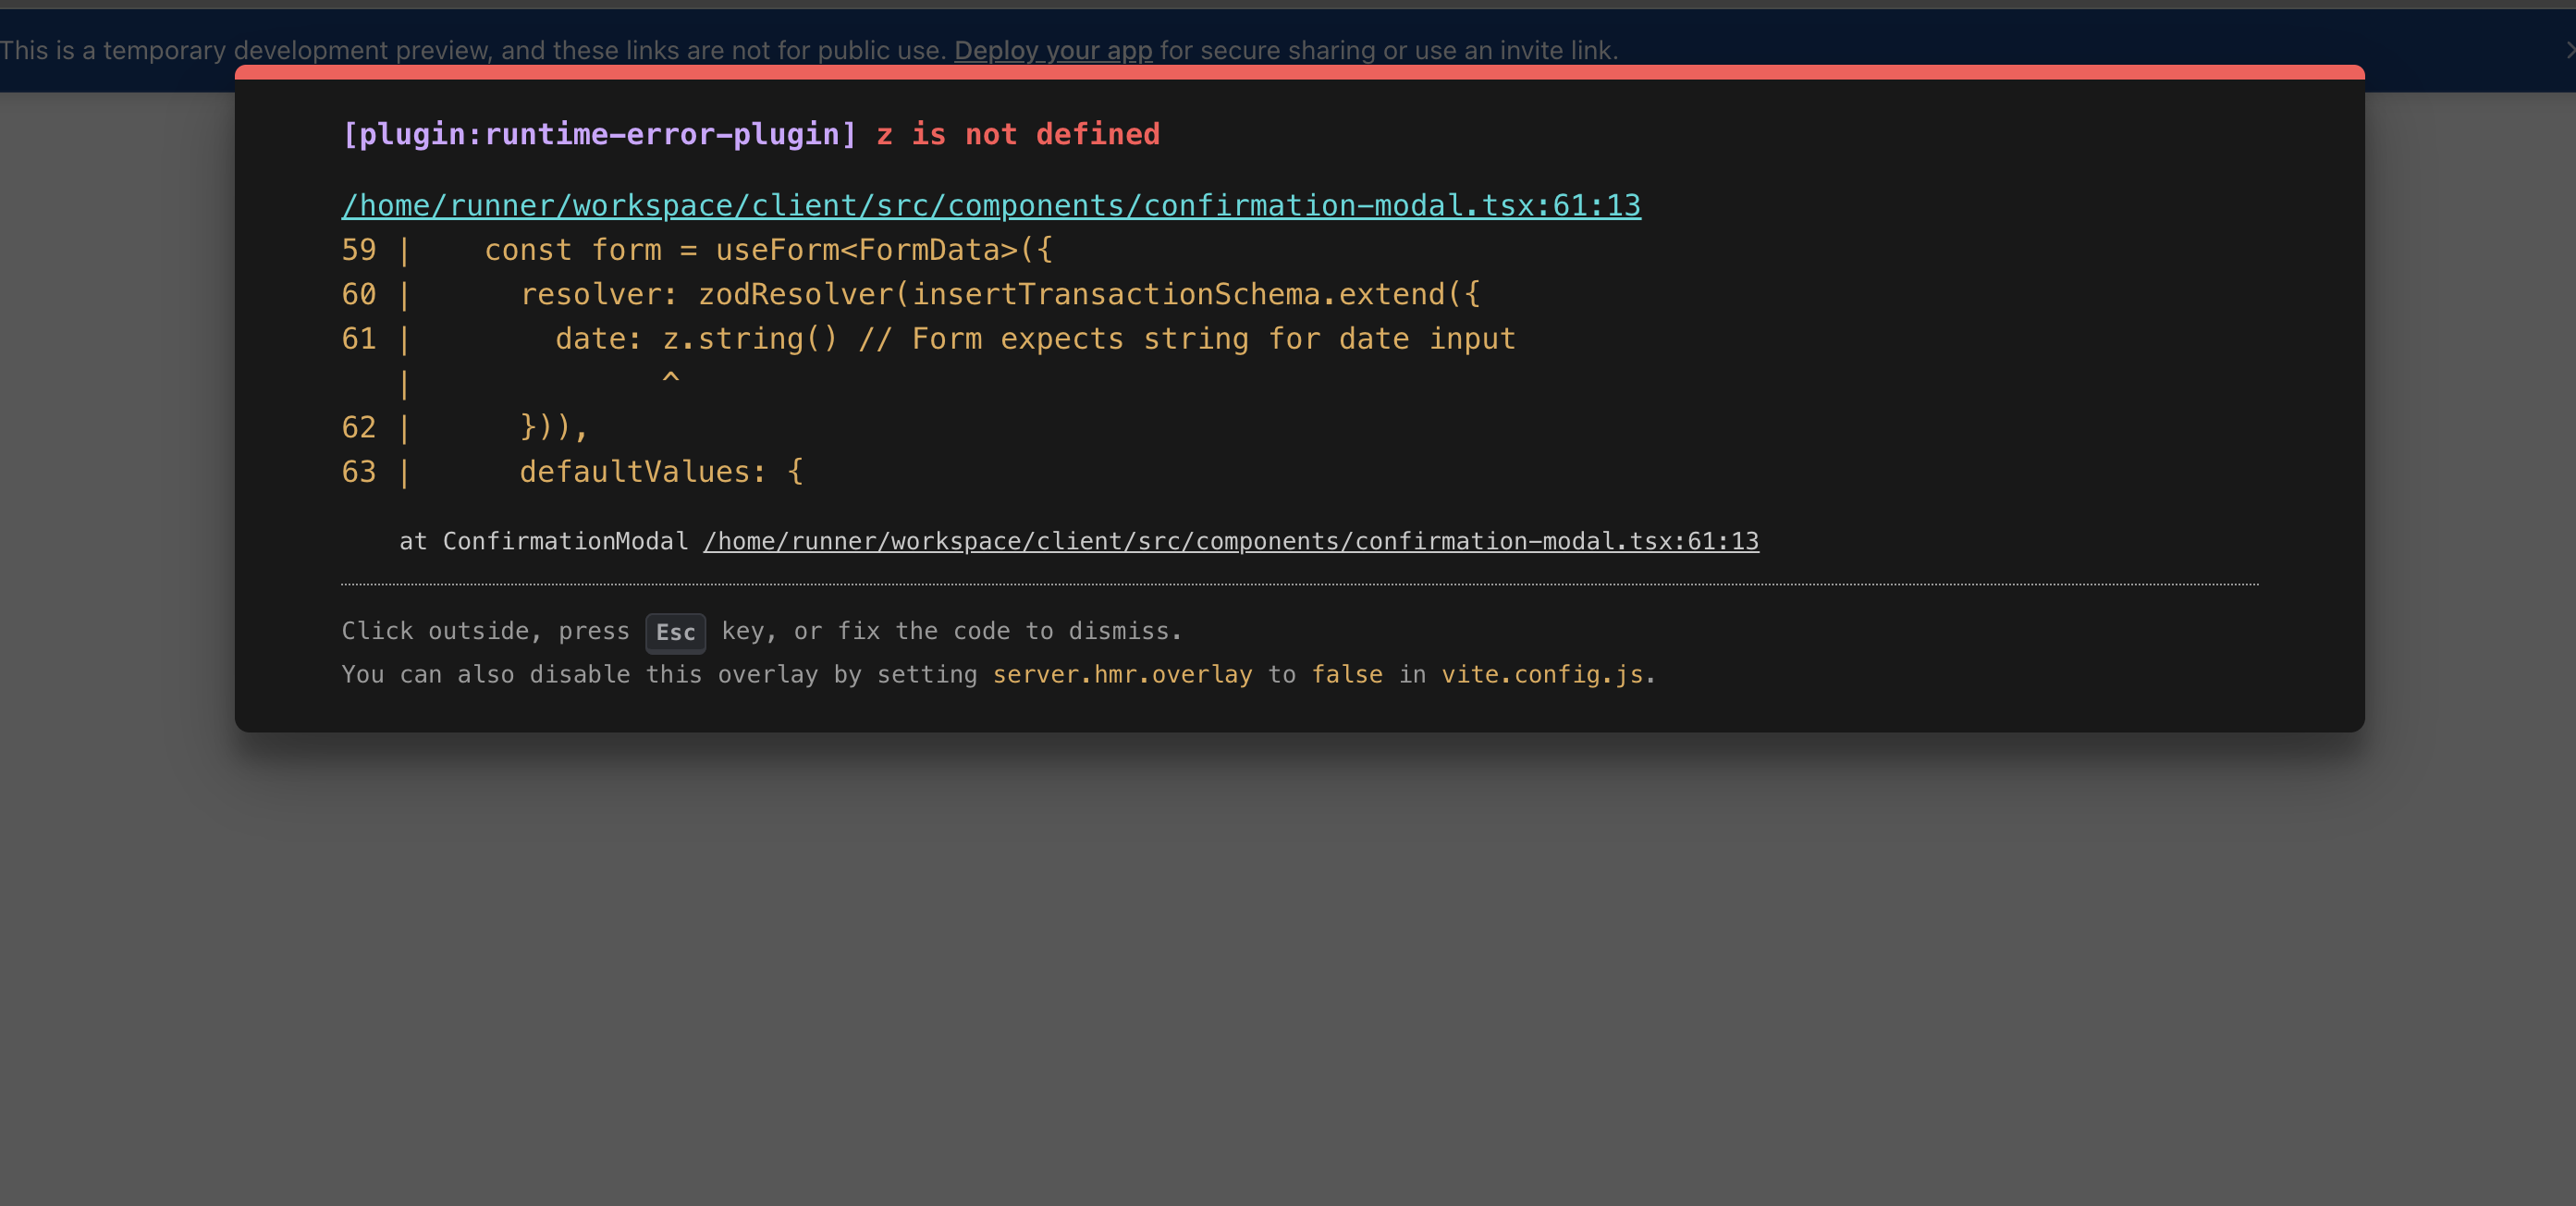 This is a temporary development preview, and these links are not for public use. Deploy your app for secure sharing or use an invite link.
[plugin:runtime-error-plugin] z is not defined
/home/runner/workspace/client/src/components/confirmation-modal.tsx:61:13
59 |    const form = useForm<FormData>({
60 |      resolver: zodResolver(insertTransactionSchema.extend({
61 |        date: z.string() // Form expects string for date input
   |              ^
62 |      })),
63 |      defaultValues: {
at ConfirmationModal /home/runner/workspace/client/src/components/confirmation-modal.tsx:61:13
Click outside, press Esc key, or fix the code to dismiss.
You can also disable this overlay by setting server.hmr.overlay to false in vite.config.js.